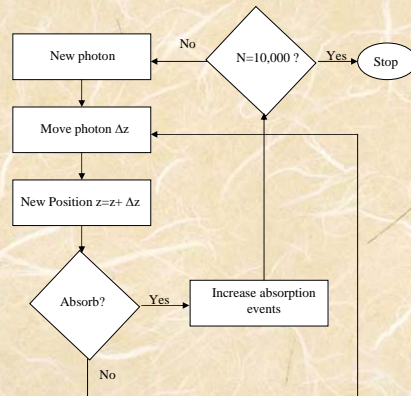 New photon
No
N=10,000 ?
Yes
Stop
Move photon Δz
New Position z=z+ Δz
Absorb?
Yes
Increase absorption
events
No